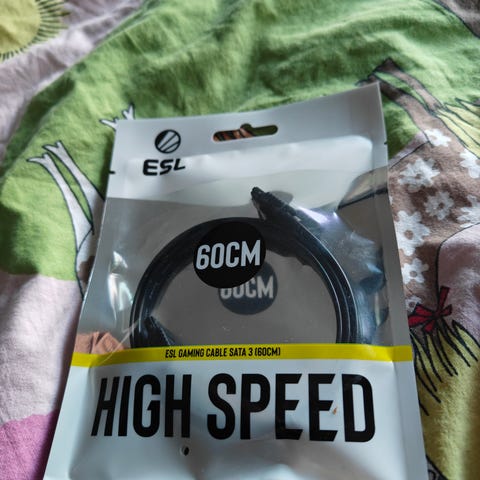 ESL
60CM
60CM
ESL GAMING CABLE SATA 3 (60CM)
HIGH SPEED